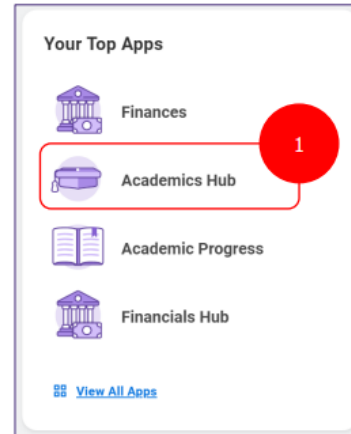 Your Top Apps
Finances
1
Academics Hub
Academic Progress
Financials Hub
View All Apps